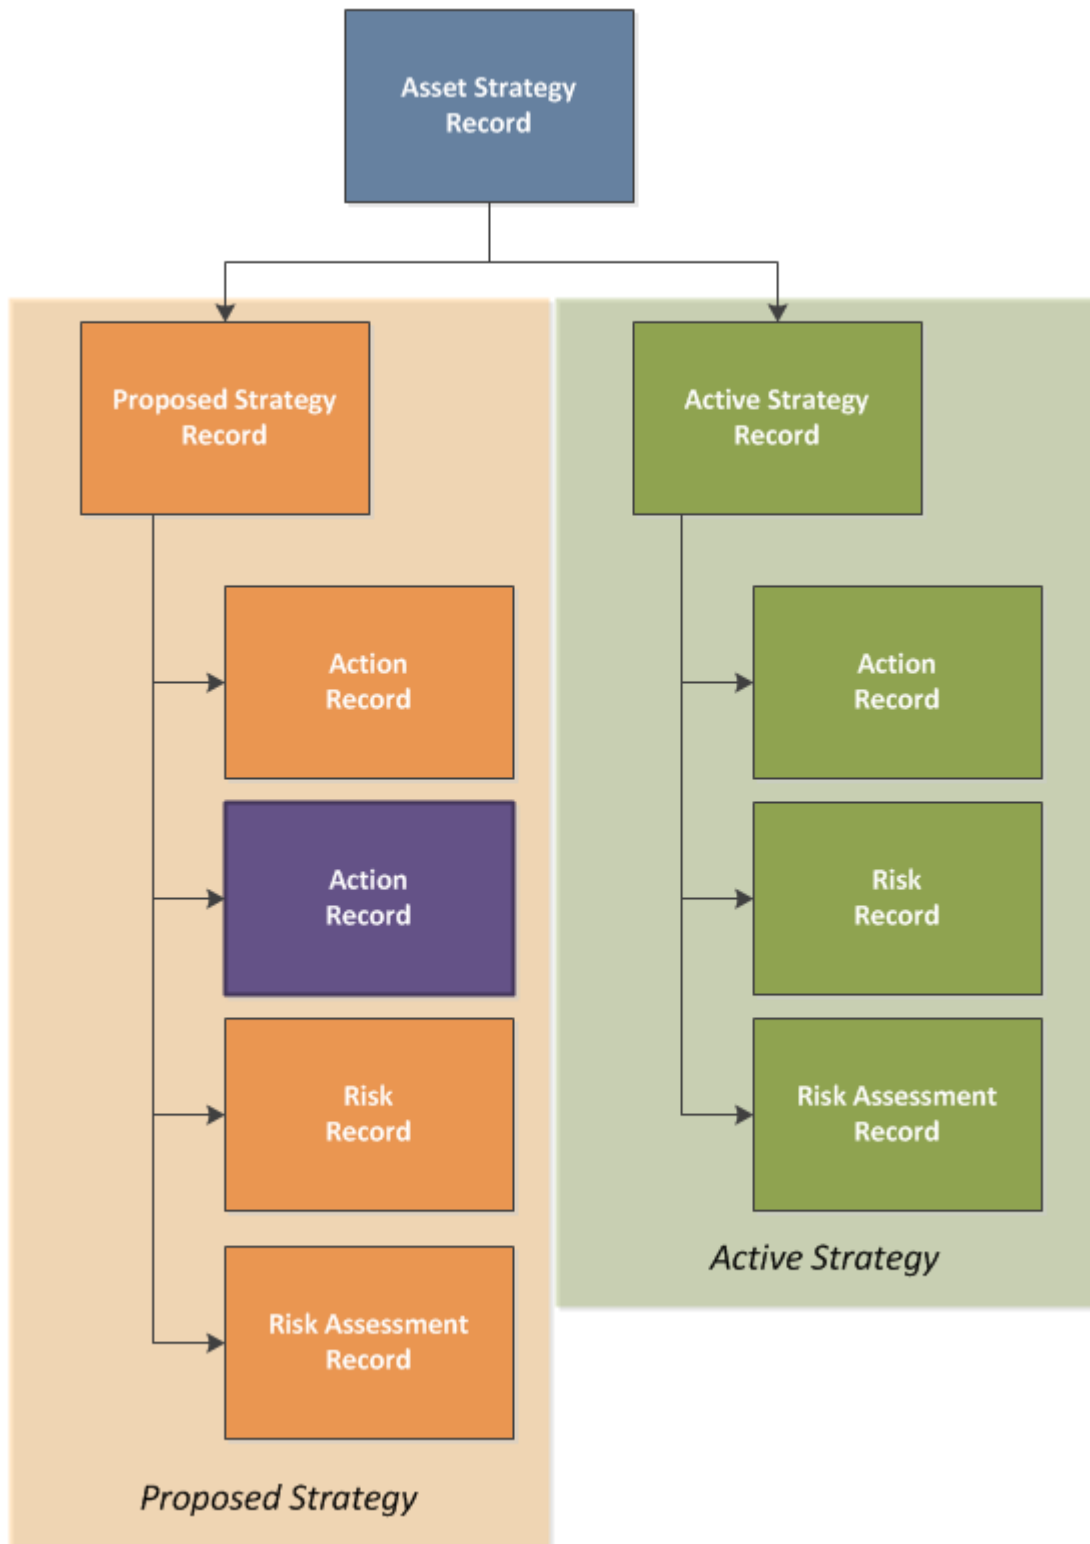 Asset Strategy
Record
Proposed Strategy
Record
Action
Record
Action
Record
Risk
Record
Risk Assessment
Record
Proposed Strategy
Active Strategy
Record
Action
Record
Risk
Record
Risk Assessment
Record
Active Strategy